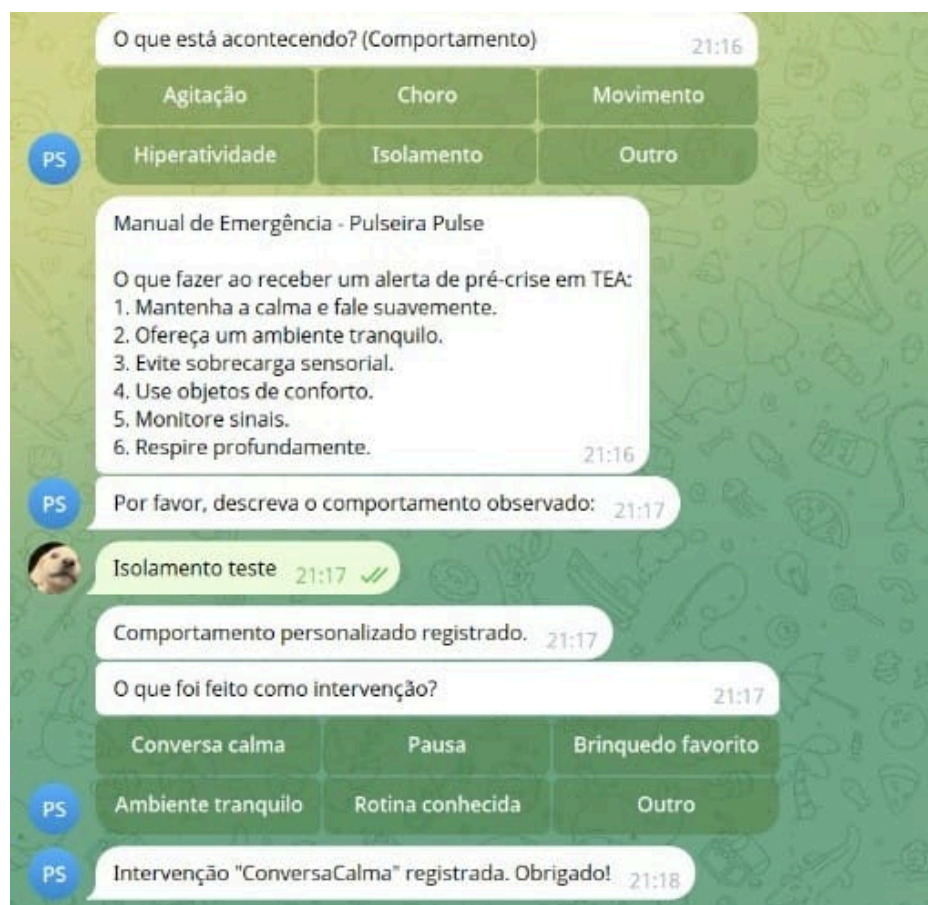 O que está acontecendo? (Comportamento)
21:16
Agitação Choro Movimento
PS
Hiperatividade Isolamento Outro
Manual de Emergência - Pulseira Pulse
O que fazer ao receber um alerta de pré-crise em TEA:
1. Mantenha a calma e fale suavemente.
2. Ofereça um ambiente tranquilo.
3. Evite sobrecarga sensorial.
4. Use objetos de conforto.
5. Monitore sinais.
6. Respire profundamente.
21:16
PS
Por favor, descreva o comportamento observado: 21:17
Isolamento teste 21:17
Comportamento personalizado registrado. 21:17
O que foi feito como intervenção? 21:17
Conversa calma Pausa Brinquedo favorito
PS
Ambiente tranquilo Rotina conhecida Outro
PS
Intervenção "ConversaCalma" registrada. Obrigado! 21:18